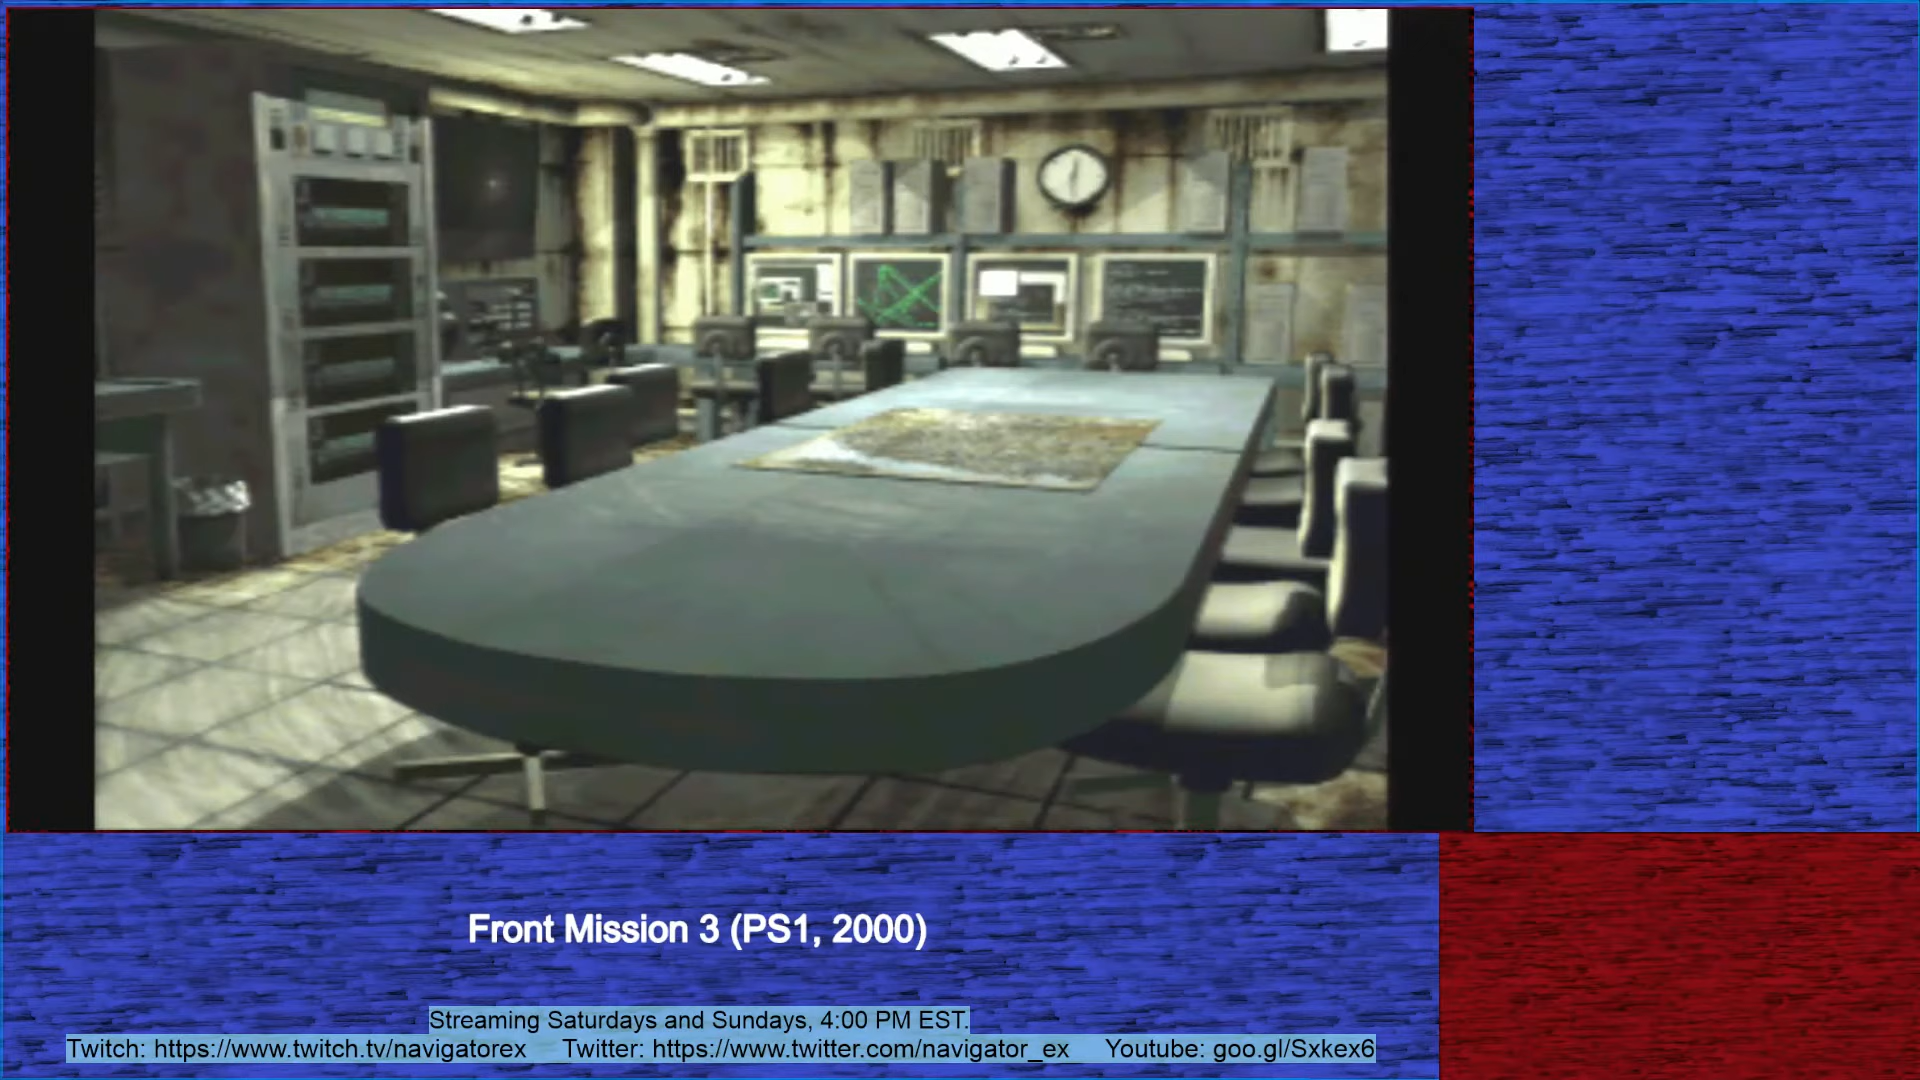 Front Mission 3 (PS1, 2000)
Streaming Saturdays and Sundays, 4:00 PM EST.
Twitch: https://www.twitch.tv/navigatorex Twitter: https://www.twitter.com/navigator_ex Youtube: goo.gl/Sxkex6